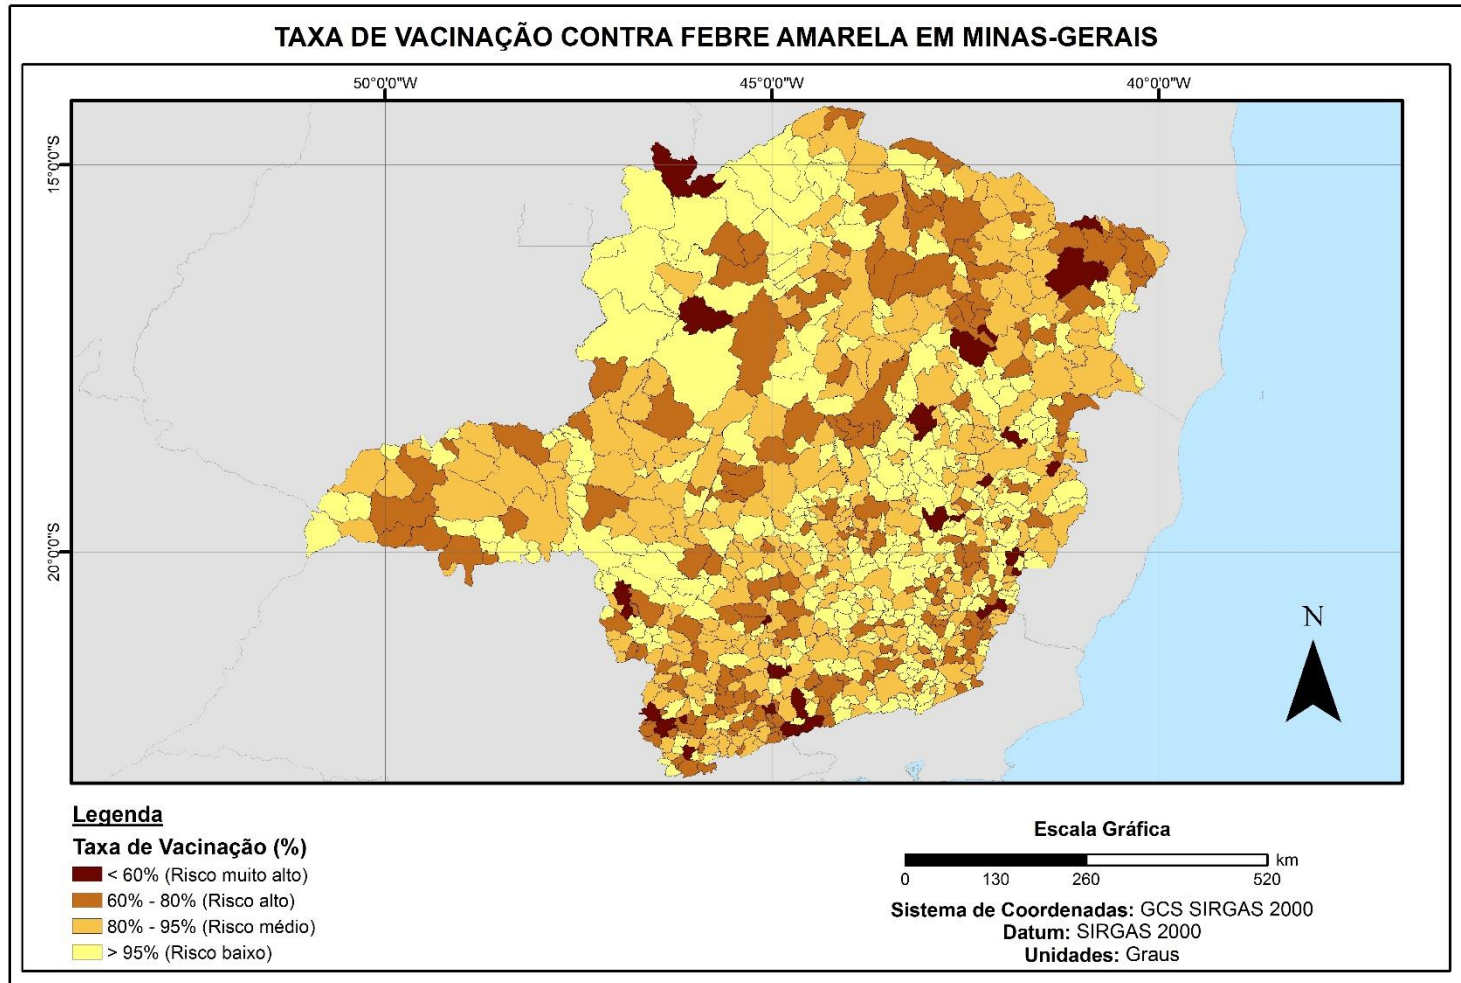 TAXA DE VACINAÇÃO CONTRA FEBRE AMARELA EM MINAS-GERAIS
50°0'0"W
45°0'0"W
40°0'0"W
15°0'0"S
20°0'0"S
N
Legenda
Taxa de Vacinação (%)
< 60% (Risco muito alto)
60% - 80% (Risco alto)
80% - 95% (Risco médio)
> 95% (Risco baixo)
Escala Gráfica
km
0 130 260 520
Sistema de Coordenadas: GCS SIRGAS 2000
Datum: SIRGAS 2000
Unidades: Graus